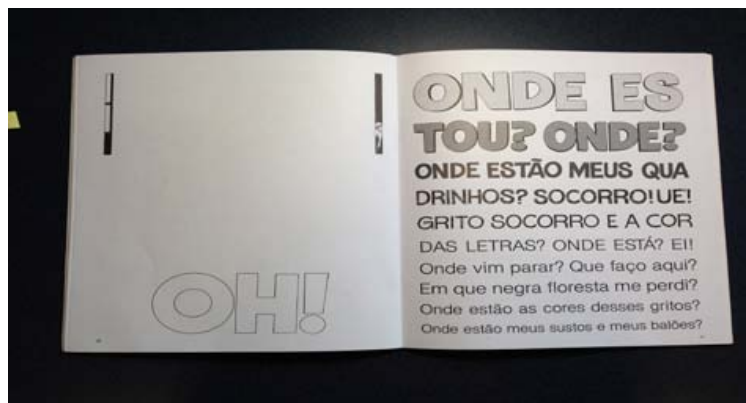 OH!
ONDE ES
TOU? ONDE?
ONDE ESTÃO MEUS QUA
DRINHOS? SOCORRO! UE!
GRITO SOCORRO E A COR
DAS LETRAS? ONDE ESTÁ? EI!
Onde vim parar? Que faço aqui?
Em que negra floresta me perdi?
Onde estão as cores desses gritos?
Onde estão meus sustos e meus balões?